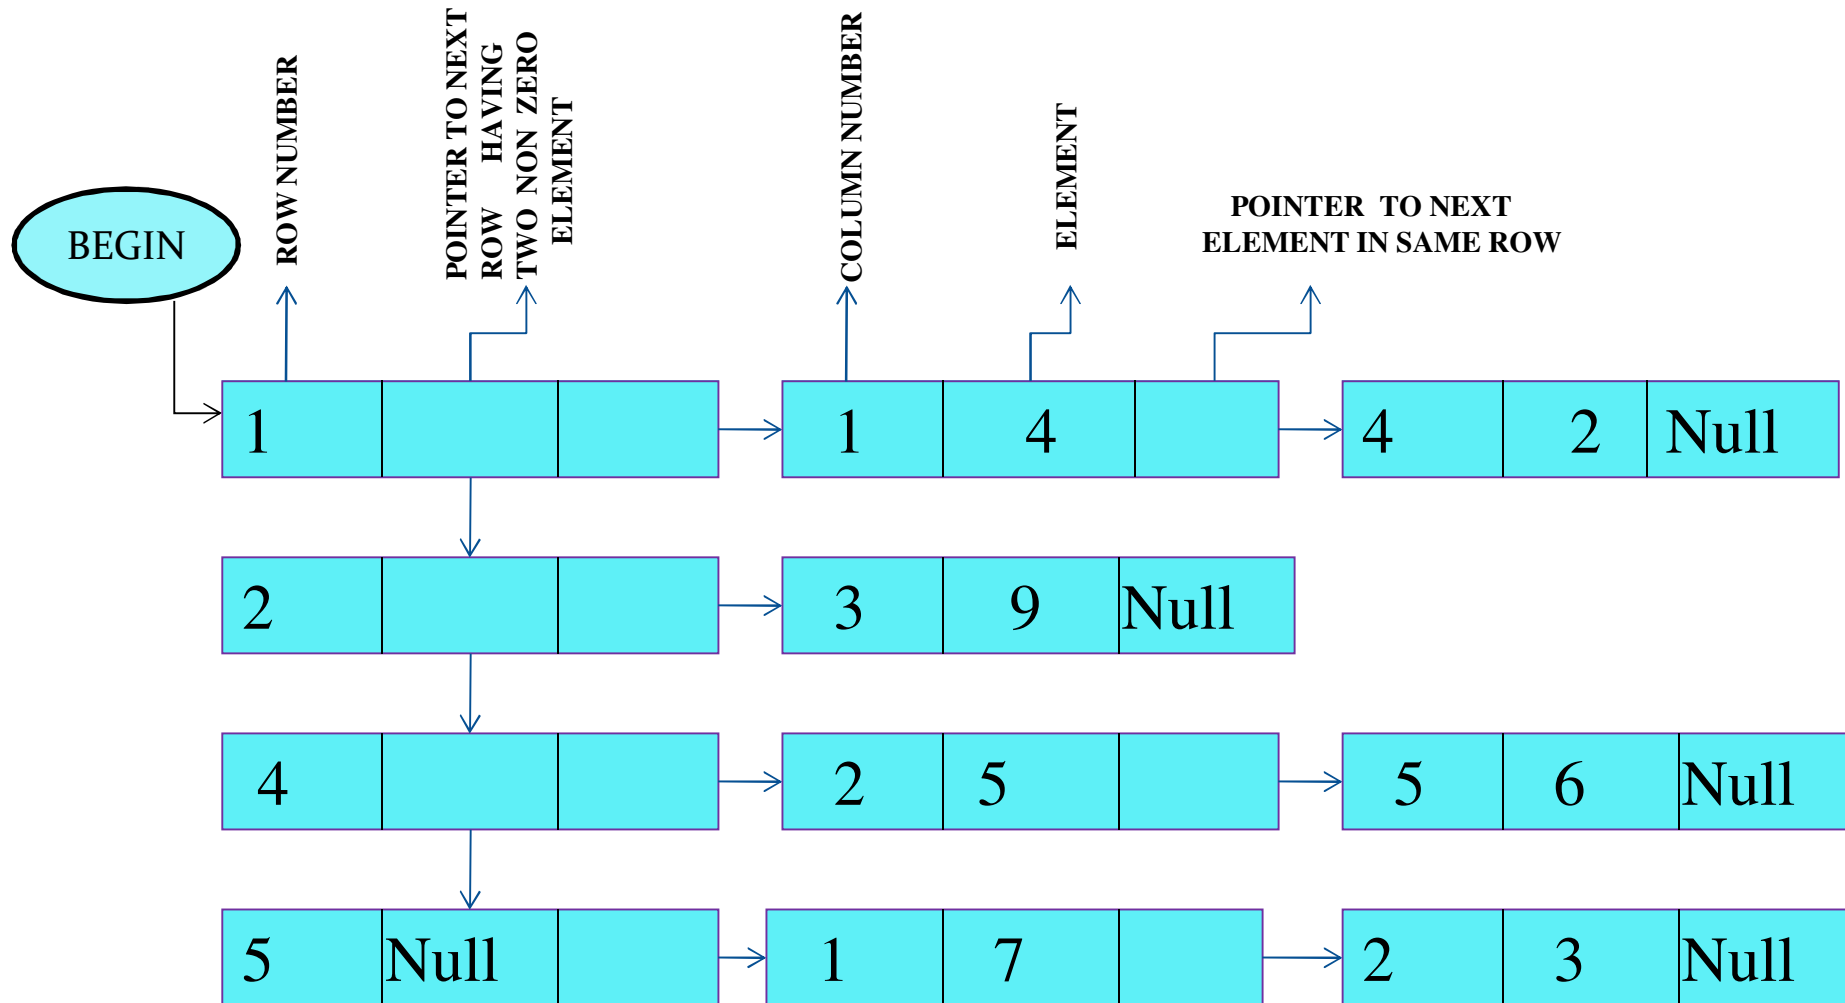 BEGIN
ROW NUMBER
POINTER TO NEXT
ROW HAVING
TWO NON ZERO
ELEMENT
COLUMN NUMBER
ELEMENT
POINTER TO NEXT
ELEMENT IN SAME ROW
1 1 4 4 2 Null
2 3 9 Null
4 2 5 5 6 Null
5 Null 1 7 2 3 Null